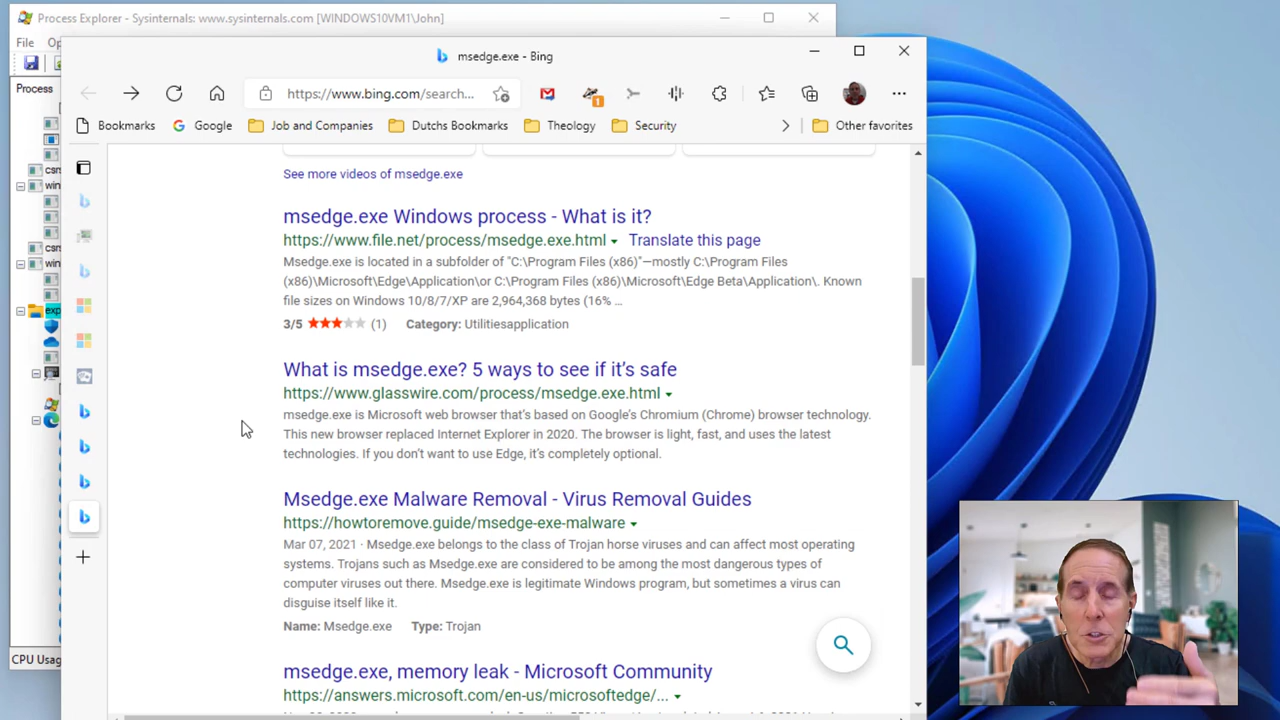 Process Explorer - Sysinternals: www.sysinternals.com [WINDOWS10VM1\John]
File Op
msedge.exe - Bing
https://www.bing.com/search...
1
Process
Bookmarks Google Job and Companies Dutchs Bookmarks Theology Security Other favorites
See more videos of msedge.exe
msedge.exe Windows process - What is it?
https://www.file.net/process/msedge.exe.html Translate this page
Msedge.exe is located in a subfolder of "C:\Program Files (x86)"—mostly C:\Program Files
(x86)\Microsoft\Edge\Application\or C:\Program Files (x86)\Microsoft\Edge Beta\Application\. Known
file sizes on Windows 10/8/7/XP are 2,964,368 bytes (16% ...
3/5 (1) Category: Utilitiesapplication
What is msedge.exe? 5 ways to see if it's safe
https://www.glasswire.com/process/msedge.exe.html
msedge.exe is Microsoft web browser that's based on Google's Chromium (Chrome) browser technology.
This new browser replaced Internet Explorer in 2020. The browser is light, fast, and uses the latest
technologies. If you don't want to use Edge, it's completely optional.
Msedge.exe Malware Removal - Virus Removal Guides
https://howtoremove.guide/msedge-exe-malware
Mar 07, 2021 · Msedge.exe belongs to the class of Trojan horse viruses and can affect most operating
systems. Trojans such as Msedge.exe are considered to be among the most dangerous types of
computer viruses out there. Msedge.exe is legitimate Windows program, but sometimes a virus can
disguise itself like it.
Name: Msedge.exe Type: Trojan
msedge.exe, memory leak - Microsoft Community
https://answers.microsoft.com/en-us/microsoftedge/...
csm
win
csm
win
exp
CPU Usag